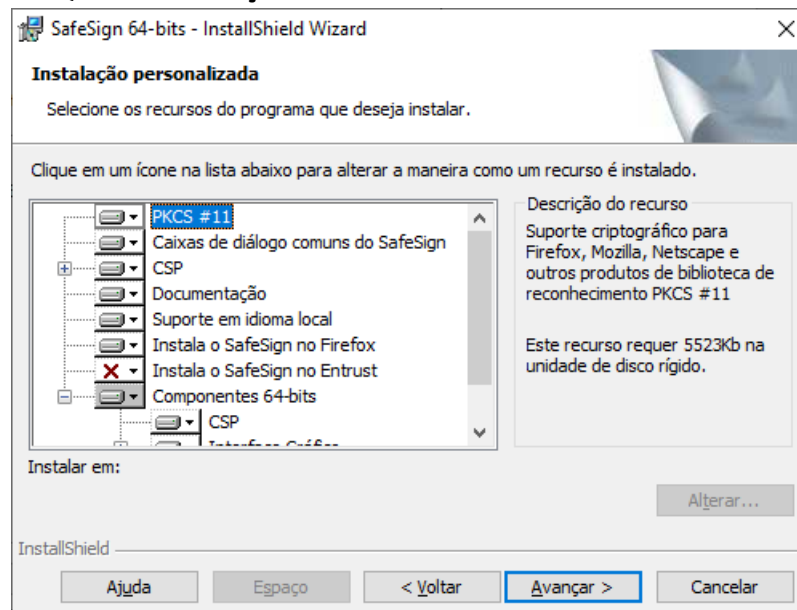 SafeSign 64-bits - InstallShield Wizard
Instalação personalizada
Selecione os recursos do programa que deseja instalar.
Clique em um ícone na lista abaixo para alterar a maneira como um recurso é instalado.
PKCS #11
Caixas de diálogo comuns do SafeSign
CSP
Documentação
Suporte em idioma local
Instala o SafeSign no Firefox
Instala o SafeSign no Entrust
Componentes 64-bits
CSP
Interface Gráfica
Descrição do recurso
Suporte criptográfico para
Firefox, Mozilla, Netscape e
outros produtos de biblioteca de
reconhecimento PKCS #11
Este recurso requer 5523Kb na
unidade de disco rígido.
Instalar em:
Alterar...
InstallShield
Ajuda
Espaço
< Voltar
Avançar >
Cancelar